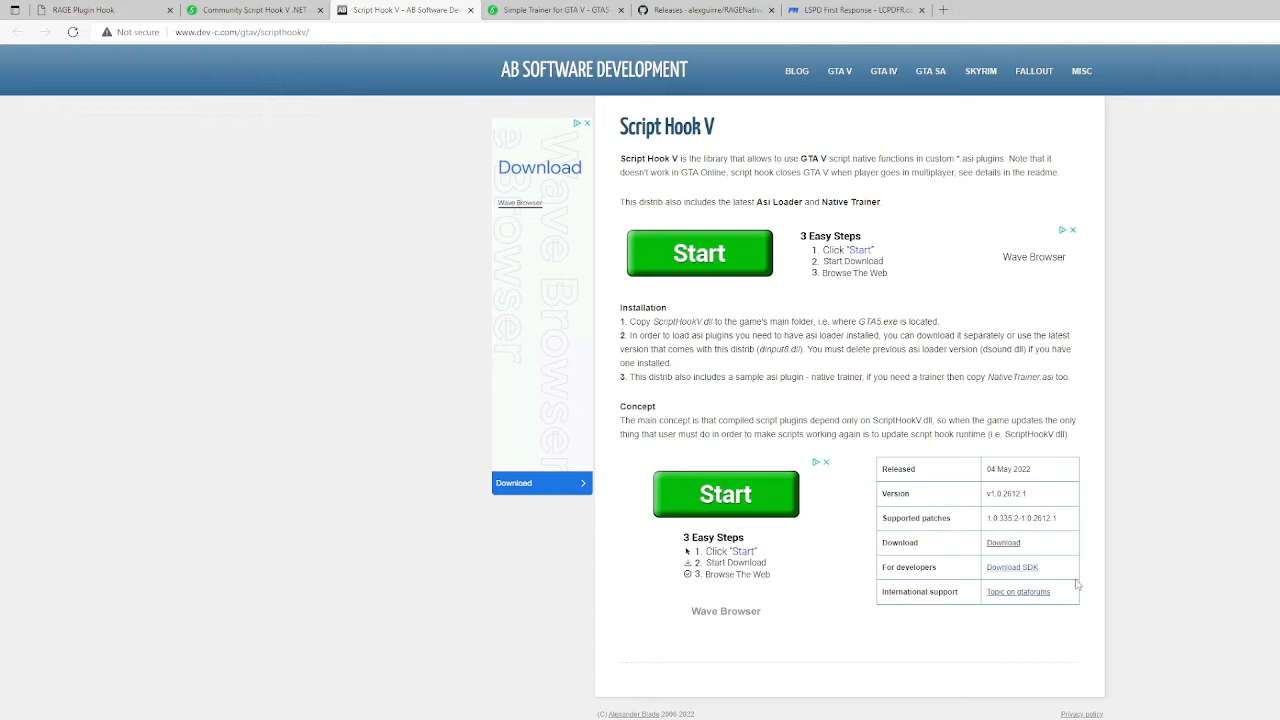 RAGE Plugin Hook
Community Script Hook V .NET -
Script Hook V - AB Software Dev
Simple Trainer for GTA V - GTA5-
Releases · alexguirre/RAGENativ
LSPD First Response - LCPDFR.co
Not secure
www.dev-c.com/gtav/scripthookv/
AB SOFTWARE DEVELOPMENT
BLOG GTA V GTA IV GTA SA SKYRIM FALLOUT MISC
Download
Wave Browser
Wave Browser
Download
Script Hook V
Script Hook V is the library that allows to use GTA V script native functions in custom *.asi plugins. Note that it
doesn't work in GTA Online, script hook closes GTA V when player goes in multiplayer, see details in the readme.
This distrib also includes the latest Asi Loader and Native Trainer.
Start
3 Easy Steps
1. Click "Start"
2. Start Download
3. Browse The Web
Wave Browser
Installation
1. Copy ScriptHookV.dll to the game's main folder, i.e. where GTA5.exe is located.
2. In order to load asi plugins you need to have asi loader installed, you can download it separately or use the latest
version that comes with this distrib (dinput8.dll). You must delete previous asi loader version (dsound dll) if you have
one installed.
3. This distrib also includes a sample asi plugin - native trainer, if you need a trainer then copy NativeTrainer.asi too.
Concept
The main concept is that compiled script plugins depend only on ScriptHookV.dll, so when the game updates the only
thing that user must do in order to make scripts working again is to update script hook runtime (i.e. ScriptHookV.dll).
Start
3 Easy Steps
1. Click "Start"
2. Start Download
3. Browse The Web
Wave Browser
Released 04 May 2022
Version v1.0.2612.1
Supported patches 1.0.335.2-1.0.2612.1
Download Download
For developers Download SDK
International support Topic on gtaforums
(C) Alexander Blade 2006-2022
Privacy policy